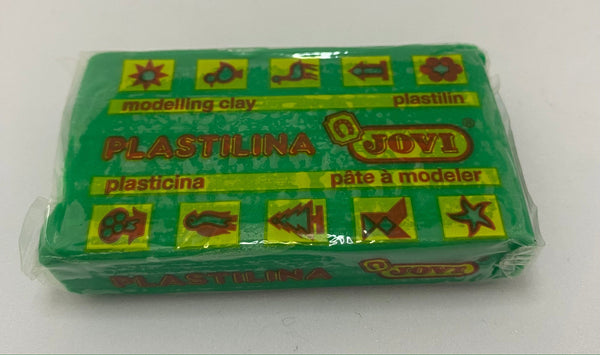 modelling clay plastilin
PLASTILINA JOVI®
plasticina pâte à modeler
PLASTILINA JOVI